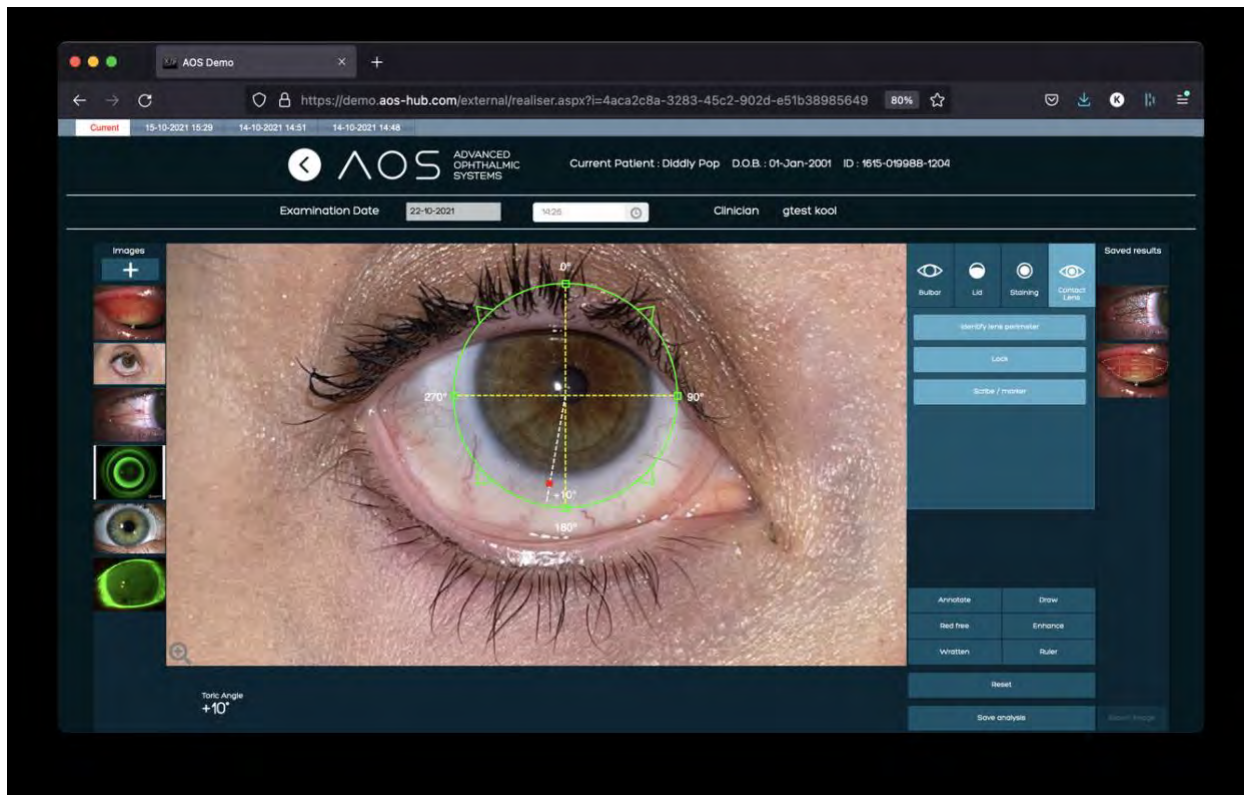 AOS Demo
https://demo.aos-hub.com/external/realiser.aspx?i=4aca2c8a-3283-45c2-902d-e51b38985649 80%
Current 15-10-2021 15:29 14-10-2021 14:51 14-10-2021 14:48
AOS ADVANCED OPHTHALMIC SYSTEMS
Current Patient : Diddly Pop D.O.B. : 01-Jan-2001 ID : 1615-019988-1204
Examination Date 22-10-2021 14:26 Clinician gtest kool
Images
Saved results
Bulbar Lid Staining Contact Lens
Identify lens perimeter
Lock
Scribe / marker
0°
270° 90°
+10°
180°
Annotate Draw
Red free Enhance
Wratten Ruler
Reset
Save analysis
Toric Angle
+10°